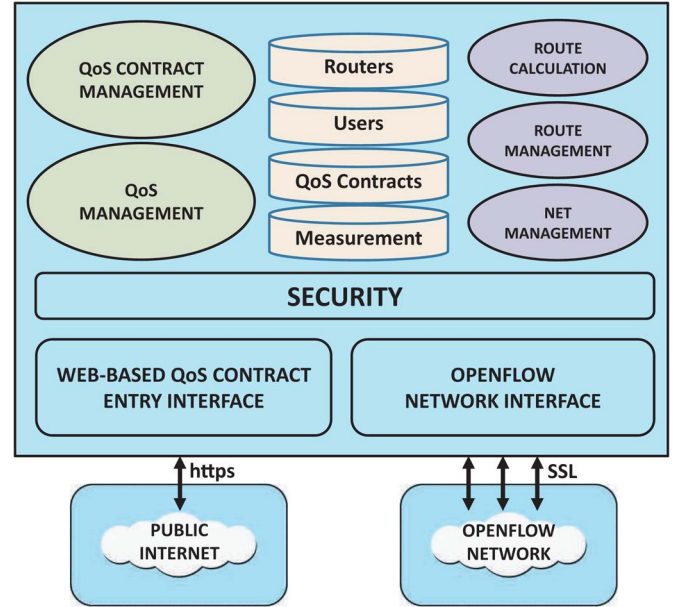 QoS CONTRACT
MANAGEMENT
QoS
MANAGEMENT
Routers
Users
QoS Contracts
Measurement
ROUTE
CALCULATION
ROUTE
MANAGEMENT
NET
MANAGEMENT
SECURITY
WEB-BASED QoS CONTRACT
ENTRY INTERFACE
OPENFLOW
NETWORK INTERFACE
https
SSL
PUBLIC
INTERNET
OPENFLOW
NETWORK